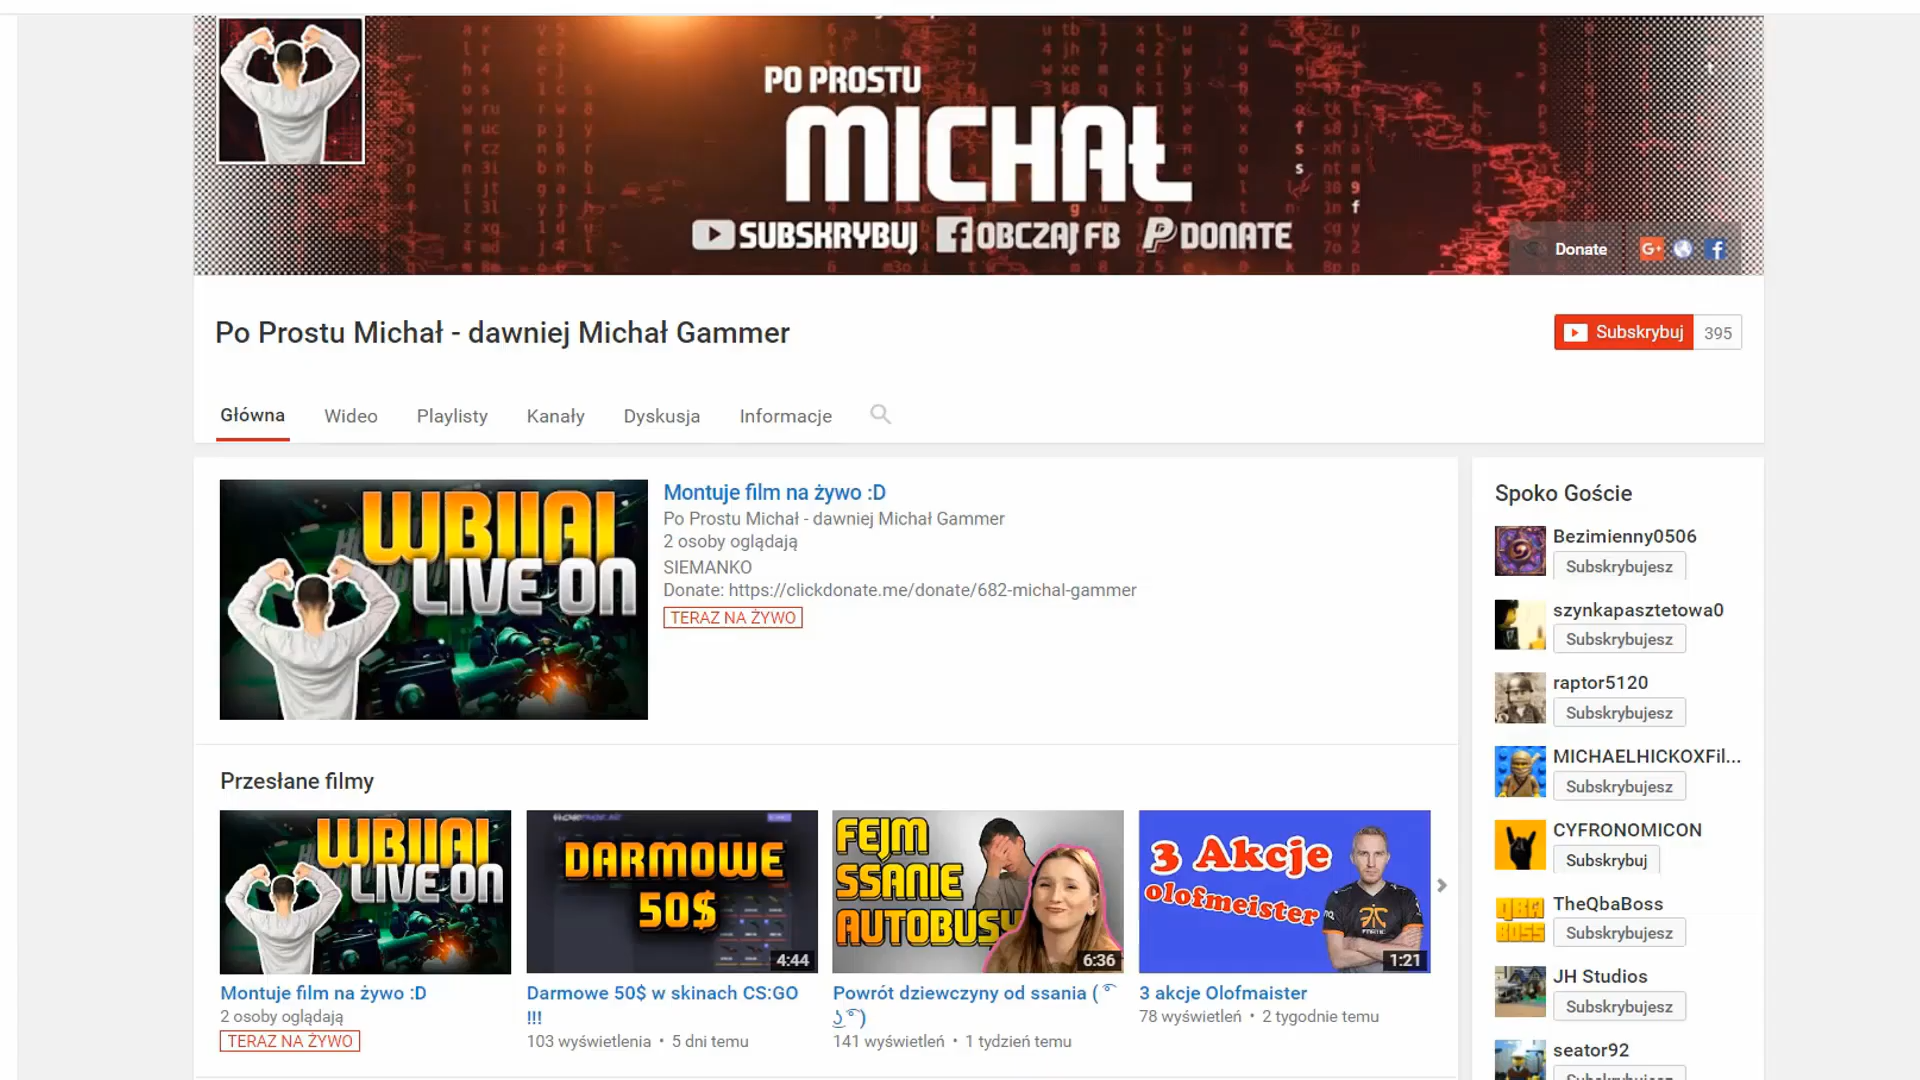 PO PROSTU
MICHAŁ
SUBSKRYBUJ OBCZAJ FB DONATE
Donate
Po Prostu Michał - dawniej Michał Gammer
Subskrybuj 395
Główna Wideo Playlisty Kanały Dyskusja Informacje
WBIJAJ
LIVE ON
Montuje film na żywo :D
Po Prostu Michał - dawniej Michał Gammer
2 osoby oglądają
SIEMANKO
Donate: https://clickdonate.me/donate/682-michal-gammer
TERAZ NA ŻYWO
Przesłane filmy
WBIJAJ
LIVE ON
Montuje film na żywo :D
2 osoby oglądają
TERAZ NA ŻYWO
DARMOWE
50$
4:44
Darmowe 50$ w skinach CS:GO
!!!
103 wyświetlenia • 5 dni temu
FEJM
SSANIE
AUTOBUSY
6:36
Powrót dziewczyny od ssania ( ͡°
͜ʖ ͡°)
141 wyświetleń • 1 tydzień temu
3 Akcje
olofmeister
FNATIC
1:21
3 akcje Olofmaister
78 wyświetleń • 2 tygodnie temu
Spoko Goście
Bezimienny0506
Subskrybujesz
szynkapasztetowa0
Subskrybujesz
raptor5120
Subskrybujesz
MICHAELHICKOXFil...
Subskrybujesz
CYFRONOMICON
Subskrybuj
QBA
BOSS
TheQbaBoss
Subskrybujesz
JH Studios
Subskrybujesz
seator92
Subskrybujesz